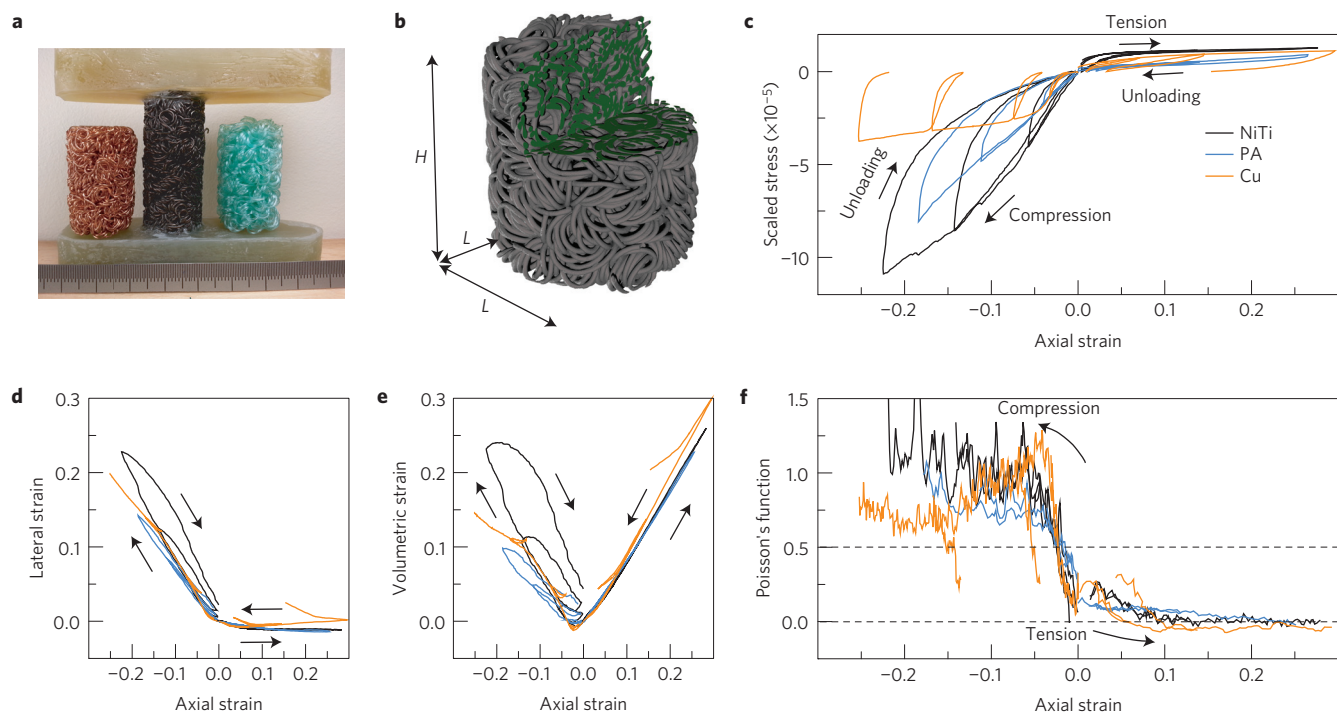 a
b
H
L
L
c
Tension
Unloading
Unloading
Compression
NiTi
PA
Cu
Scaled stress (×10⁻⁵)
0
−5
−10
−0.2
−0.1
0.0
0.1
0.2
Axial strain
d
Lateral strain
0.3
0.2
0.1
0.0
−0.2
−0.1
0.0
0.1
0.2
Axial strain
e
Volumetric strain
0.3
0.2
0.1
0.0
−0.2
−0.1
0.0
0.1
0.2
Axial strain
f
Poisson's function
1.5
1.0
0.5
0.0
Compression
Tension
−0.2
−0.1
0.0
0.1
0.2
Axial strain